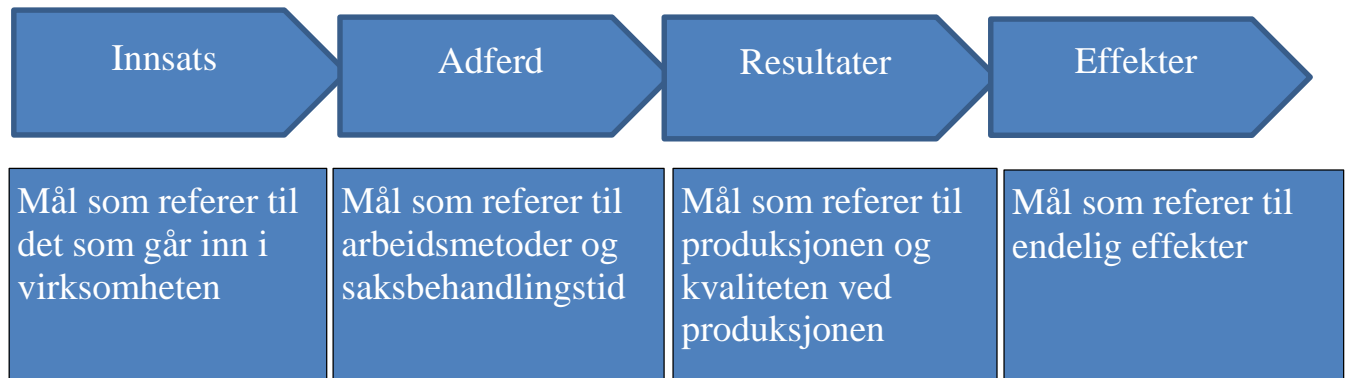 Innsats
Adferd
Resultater
Effekter
Mål som referer til
det som går inn i
virksomheten
Mål som referer til
arbeidsmetoder og
saksbehandlingstid
Mål som referer til
produksjonen og
kvaliteten ved
produksjonen
Mål som referer til
endelig effekter